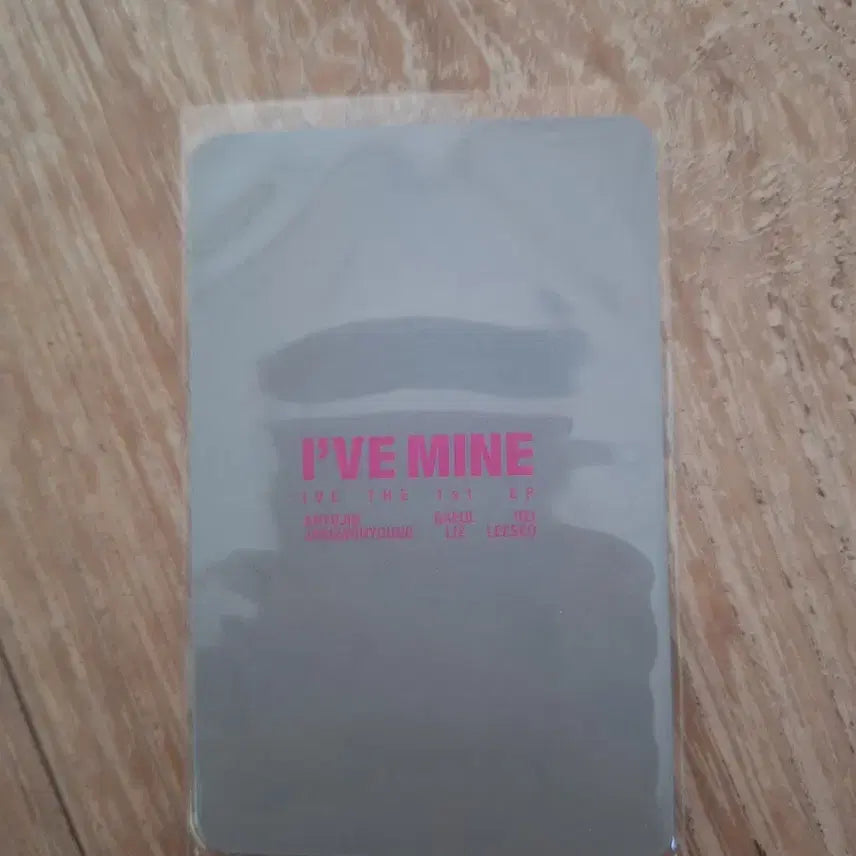 I'VE MINE
IVE THE 1st EP
ANYUJIN GAEUL REI
JANGWONYOUNG LIZ LEESEO